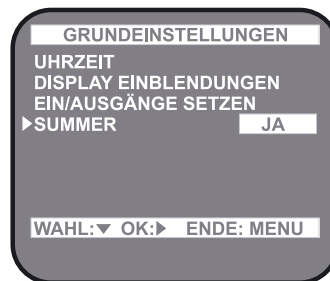 GRUNDEINSTELLUNGEN
UHRZEIT
DISPLAY EINBLENDUNGEN
EIN/AUSGÄNGE SETZEN
▶SUMMER JA
WAHL:▼ OK:▶ ENDE: MENU